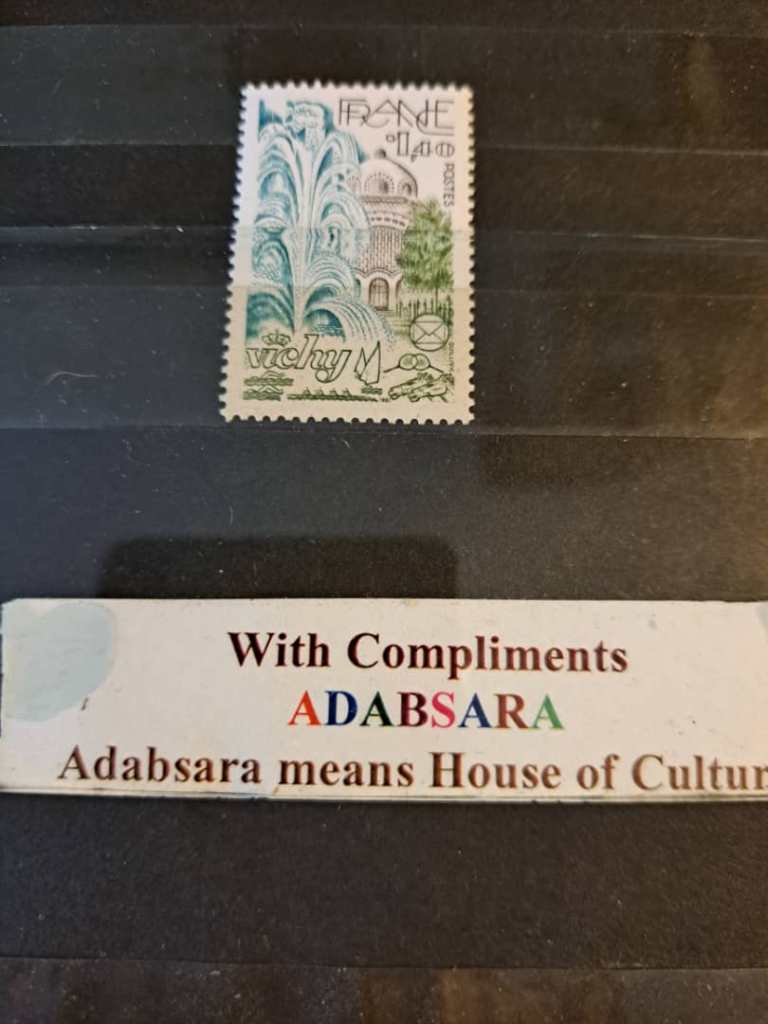 FRANCE
1,40
POSTES
vichy
With Compliments
ADABSARA
Adabsara means House of Cultur